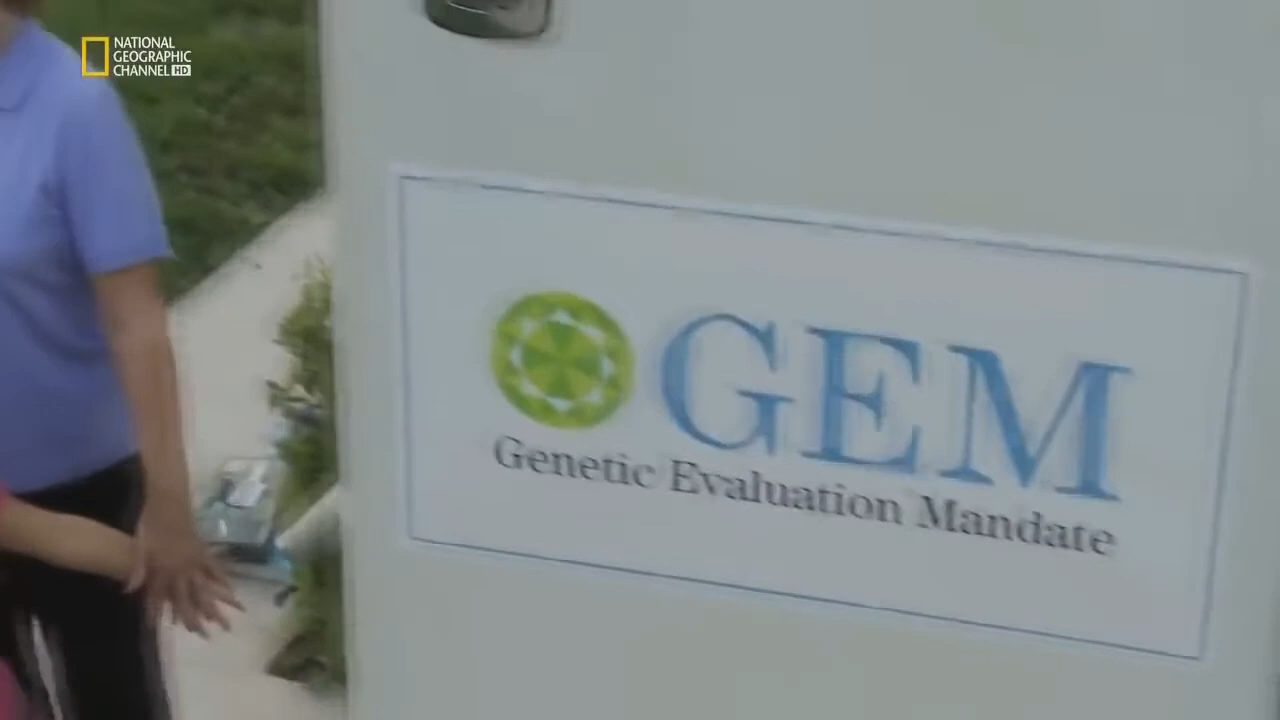 NATIONAL
GEOGRAPHIC
CHANNEL HD
GEM
Genetic Evaluation Mandate